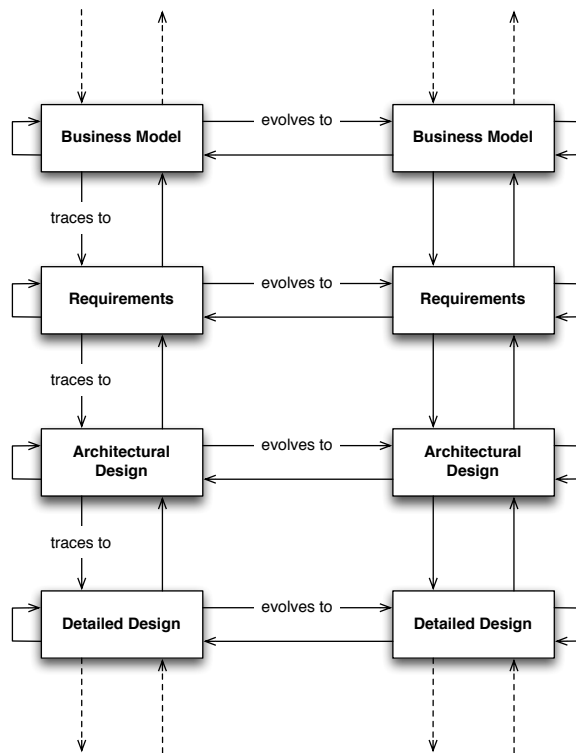 Business Model
evolves to
Business Model
traces to
Requirements
evolves to
Requirements
traces to
Architectural
Design
evolves to
Architectural
Design
traces to
Detailed Design
evolves to
Detailed Design